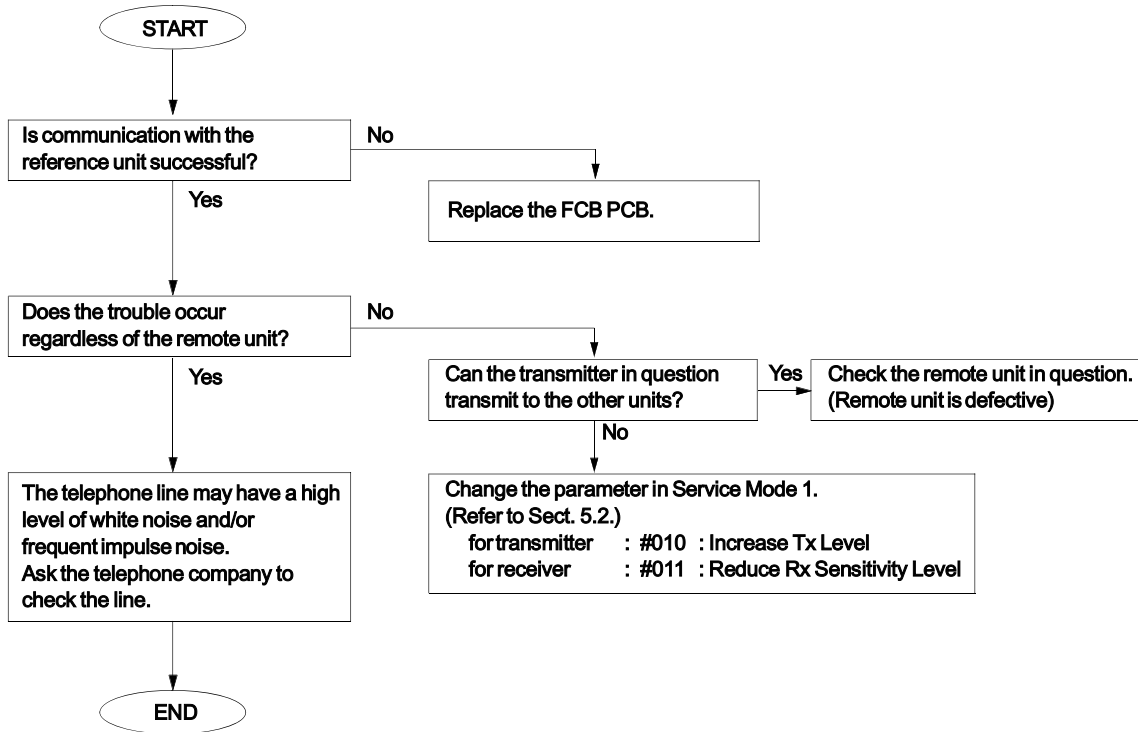 START
Is communication with the
reference unit successful?
No
Yes
Replace the FCB PCB.
Does the trouble occur
regardless of the remote unit?
No
Yes
Can the transmitter in question
transmit to the other units?
Yes
Check the remote unit in question.
(Remote unit is defective)
No
The telephone line may have a high
level of white noise and/or
frequent impulse noise.
Ask the telephone company to
check the line.
Change the parameter in Service Mode 1.
(Refer to Sect. 5.2.)
for transmitter : #010 : Increase Tx Level
for receiver : #011 : Reduce Rx Sensitivity Level
END